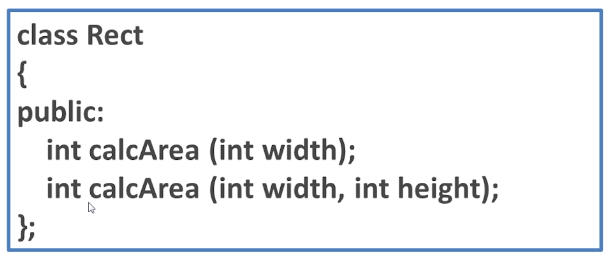 class Rect
{
public:
int calcArea (int width);
int calcArea (int width, int height);
};